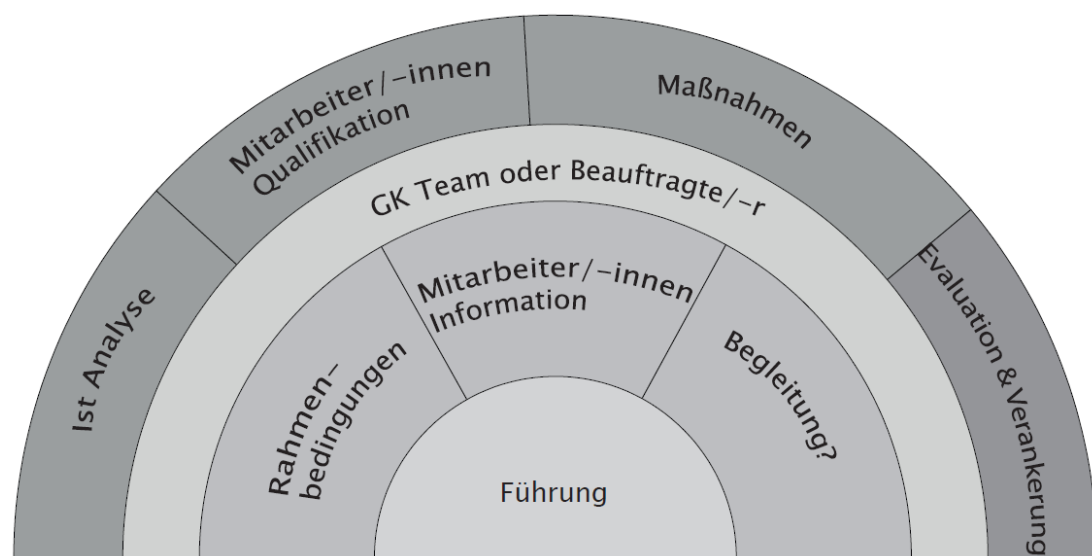 Ist Analyse
Mitarbeiter/-innen
Qualifikation
Maßnahmen
Evaluation & Verankerung
GK Team oder Beauftragte/-r
Rahmen-
bedingungen
Mitarbeiter/-innen
Information
Begleitung?
Führung